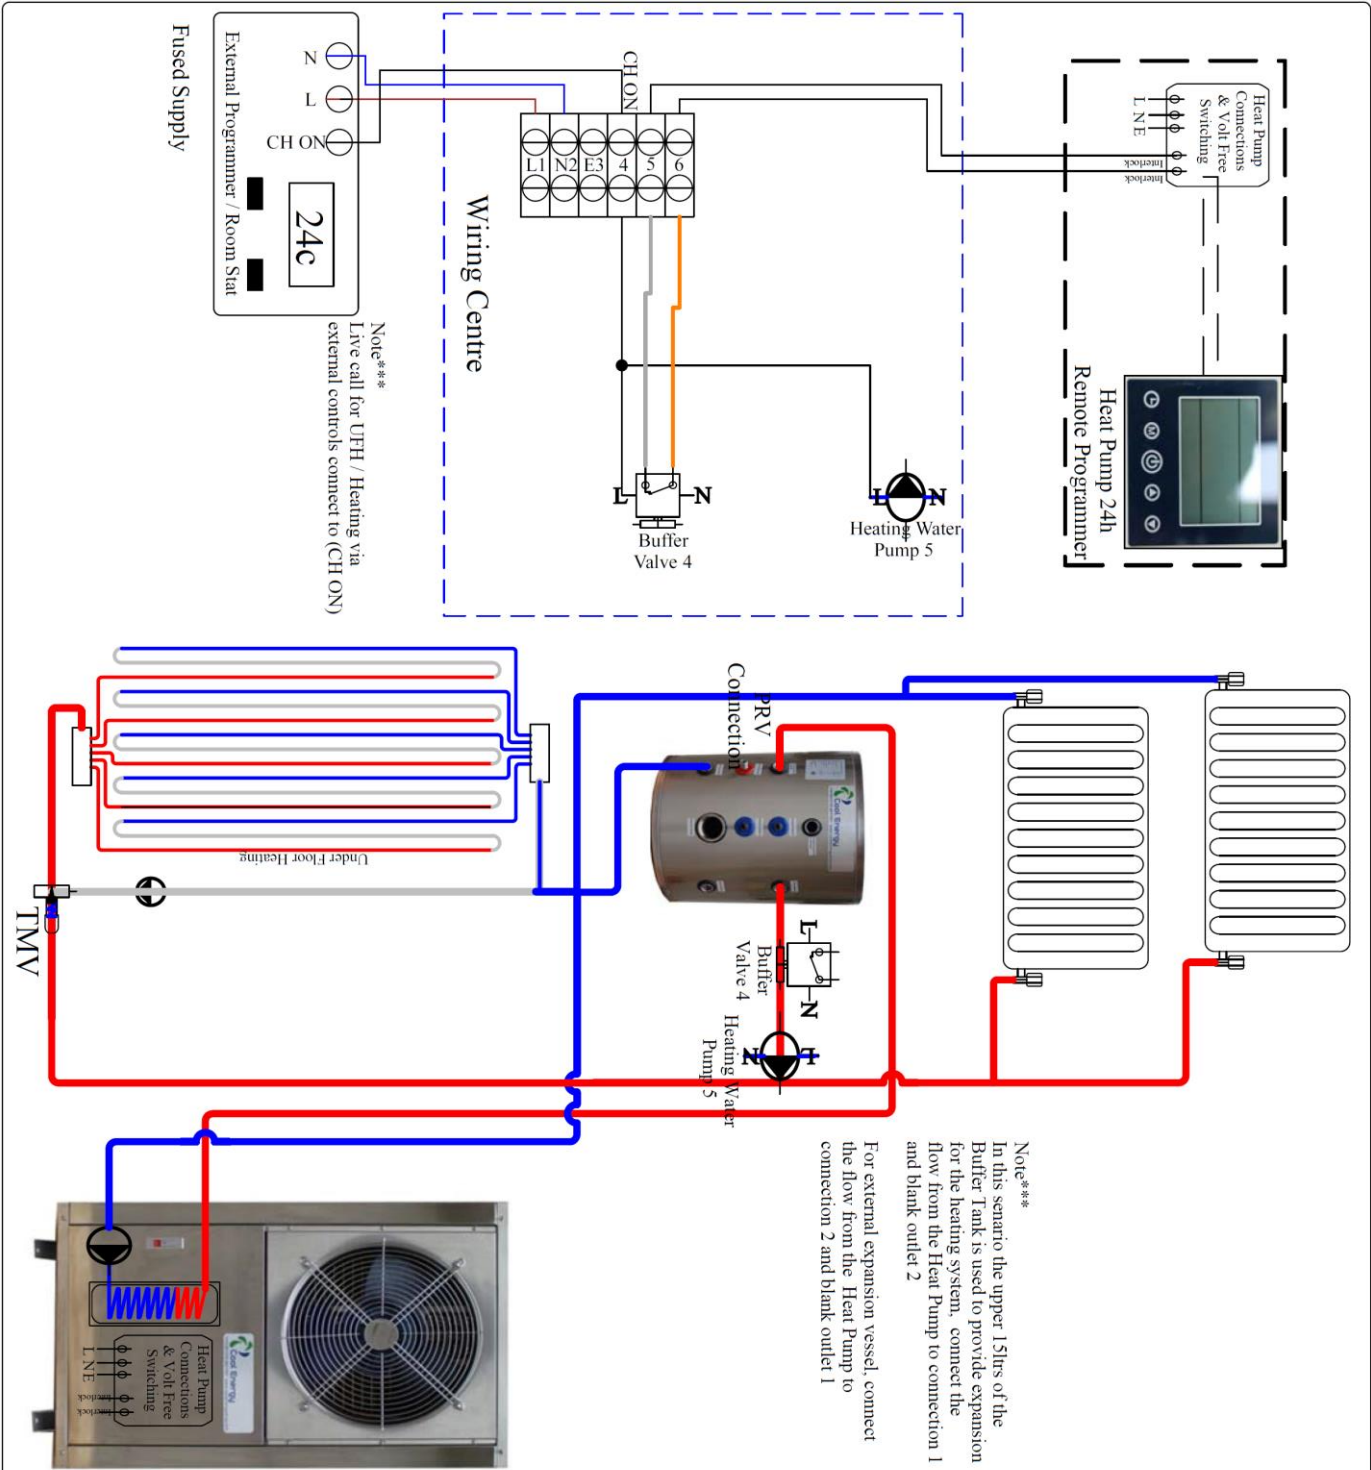 Fused Supply
N
L
CH ON
24c
External Programmer / Room Stat
Note***
Live call for UFH / Heating via
external controls connect to (CH ON)
CH ON
L1 N2 E3 4 5 6
Wiring Centre
L N
Buffer
Valve 4
L N
Heating Water
Pump 5
Heat Pump
Connections
& Volt Free
Switching
L N E
Interlock
Interlock
Heat Pump 24h
Remote Programmer
Under Floor Heating
TMV
PRV
Connection
Cool Energy
L N
Buffer
Valve 4
N L
Heating Water
Pump 5
Note***
In this senario the upper 15ltrs of the
Buffer Tank is used to provide expansion
for the heating system, connect the
flow from the Heat Pump to connection 1
and blank outlet 2
For external expansion vessel, connect
the flow from the Heat Pump to
connection 2 and blank outlet 1
Cool Energy
Heat Pump
Connections
& Volt Free
Switching
L N E
Interlock
Interlock